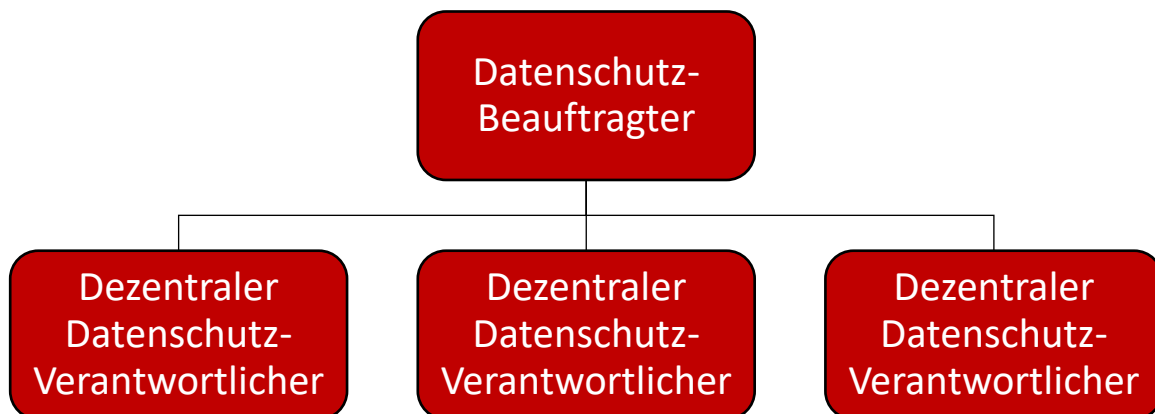 Datenschutz-
Beauftragter
Dezentraler
Datenschutz-
Verantwortlicher
Dezentraler
Datenschutz-
Verantwortlicher
Dezentraler
Datenschutz-
Verantwortlicher